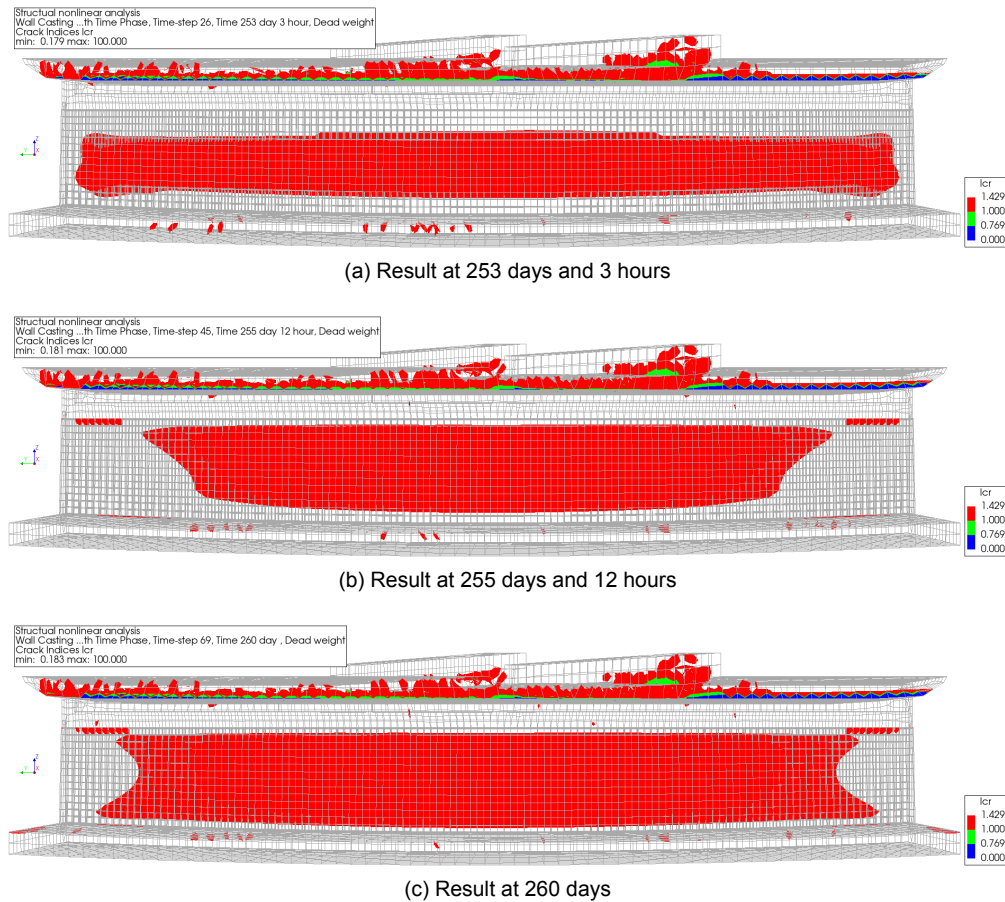 Structual nonlinear analysis
Wall Casting ...th Time Phase, Time-step 26, Time 253 day 3 hour, Dead weight
Crack Indices Icr
min: 0.179 max: 100.000
Z
Y
X
Icr
1.429
1.000
0.769
0.000
(a) Result at 253 days and 3 hours
Structual nonlinear analysis
Wall Casting ...th Time Phase, Time-step 45, Time 255 day 12 hour, Dead weight
Crack Indices Icr
min: 0.181 max: 100.000
Z
Y
X
Icr
1.429
1.000
0.769
0.000
(b) Result at 255 days and 12 hours
Structual nonlinear analysis
Wall Casting ...th Time Phase, Time-step 69, Time 260 day , Dead weight
Crack Indices Icr
min: 0.183 max: 100.000
Z
Y
X
Icr
1.429
1.000
0.769
0.000
(c) Result at 260 days